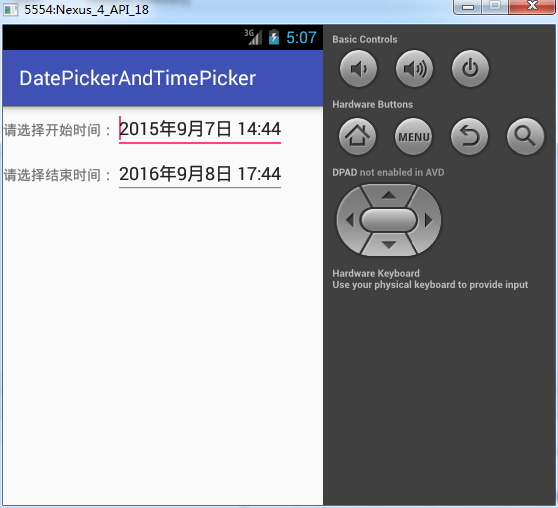 5554:Nexus_4_API_18
3G 5:07
DatePickerAndTimePicker
请选择开始时间： 2015年9月7日 14:44
请选择结束时间： 2016年9月8日 17:44
Basic Controls
Hardware Buttons
MENU
DPAD not enabled in AVD
Hardware Keyboard
Use your physical keyboard to provide input